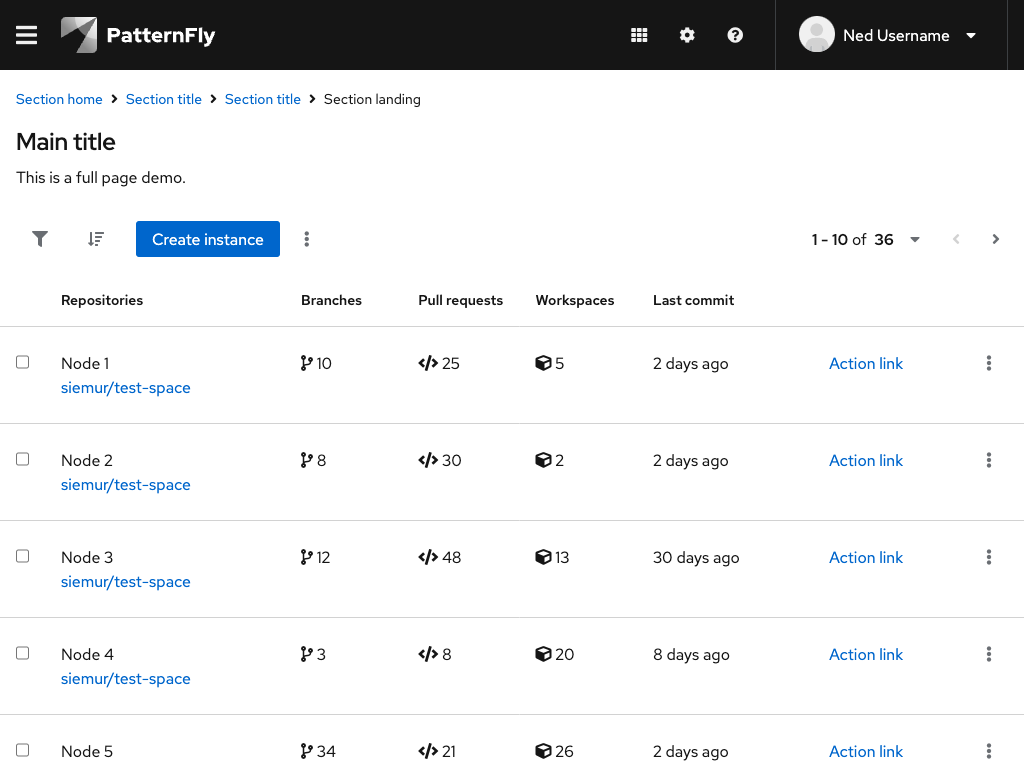 PatternFly
Ned Username
Section home > Section title > Section title > Section landing
Main title
This is a full page demo.
Create instance
1 - 10 of 36
Repositories Branches Pull requests Workspaces Last commit
Node 1 10 25 5 2 days ago Action link
siemur/test-space
Node 2 8 30 2 2 days ago Action link
siemur/test-space
Node 3 12 48 13 30 days ago Action link
siemur/test-space
Node 4 3 8 20 8 days ago Action link
siemur/test-space
Node 5 34 21 26 2 days ago Action link